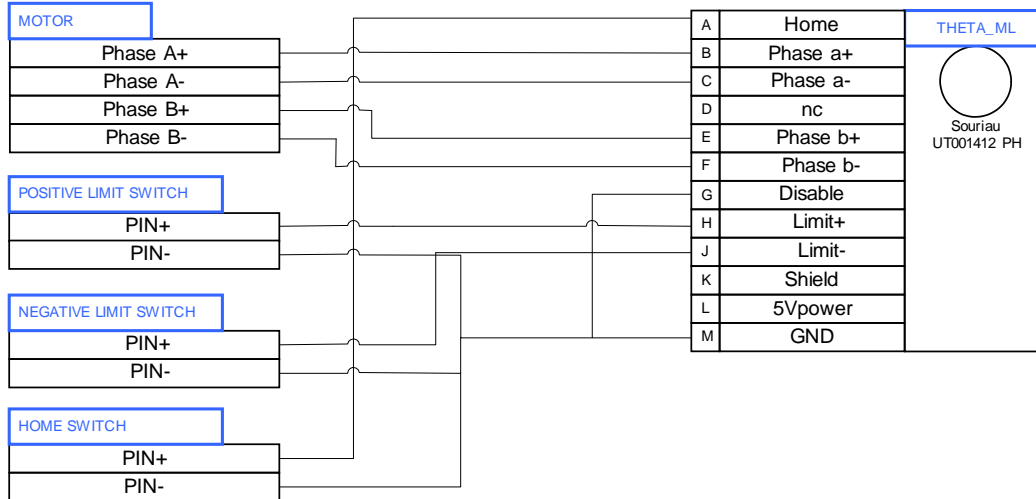 MOTOR
Phase A+
Phase A-
Phase B+
Phase B-
POSITIVE LIMIT SWITCH
PIN+
PIN-
NEGATIVE LIMIT SWITCH
PIN+
PIN-
HOME SWITCH
PIN+
PIN-
A Home
B Phase a+
C Phase a-
D nc
E Phase b+
F Phase b-
G Disable
H Limit+
J Limit-
K Shield
L 5Vpower
M GND
THETA_ML
Souriau
UT001412 PH